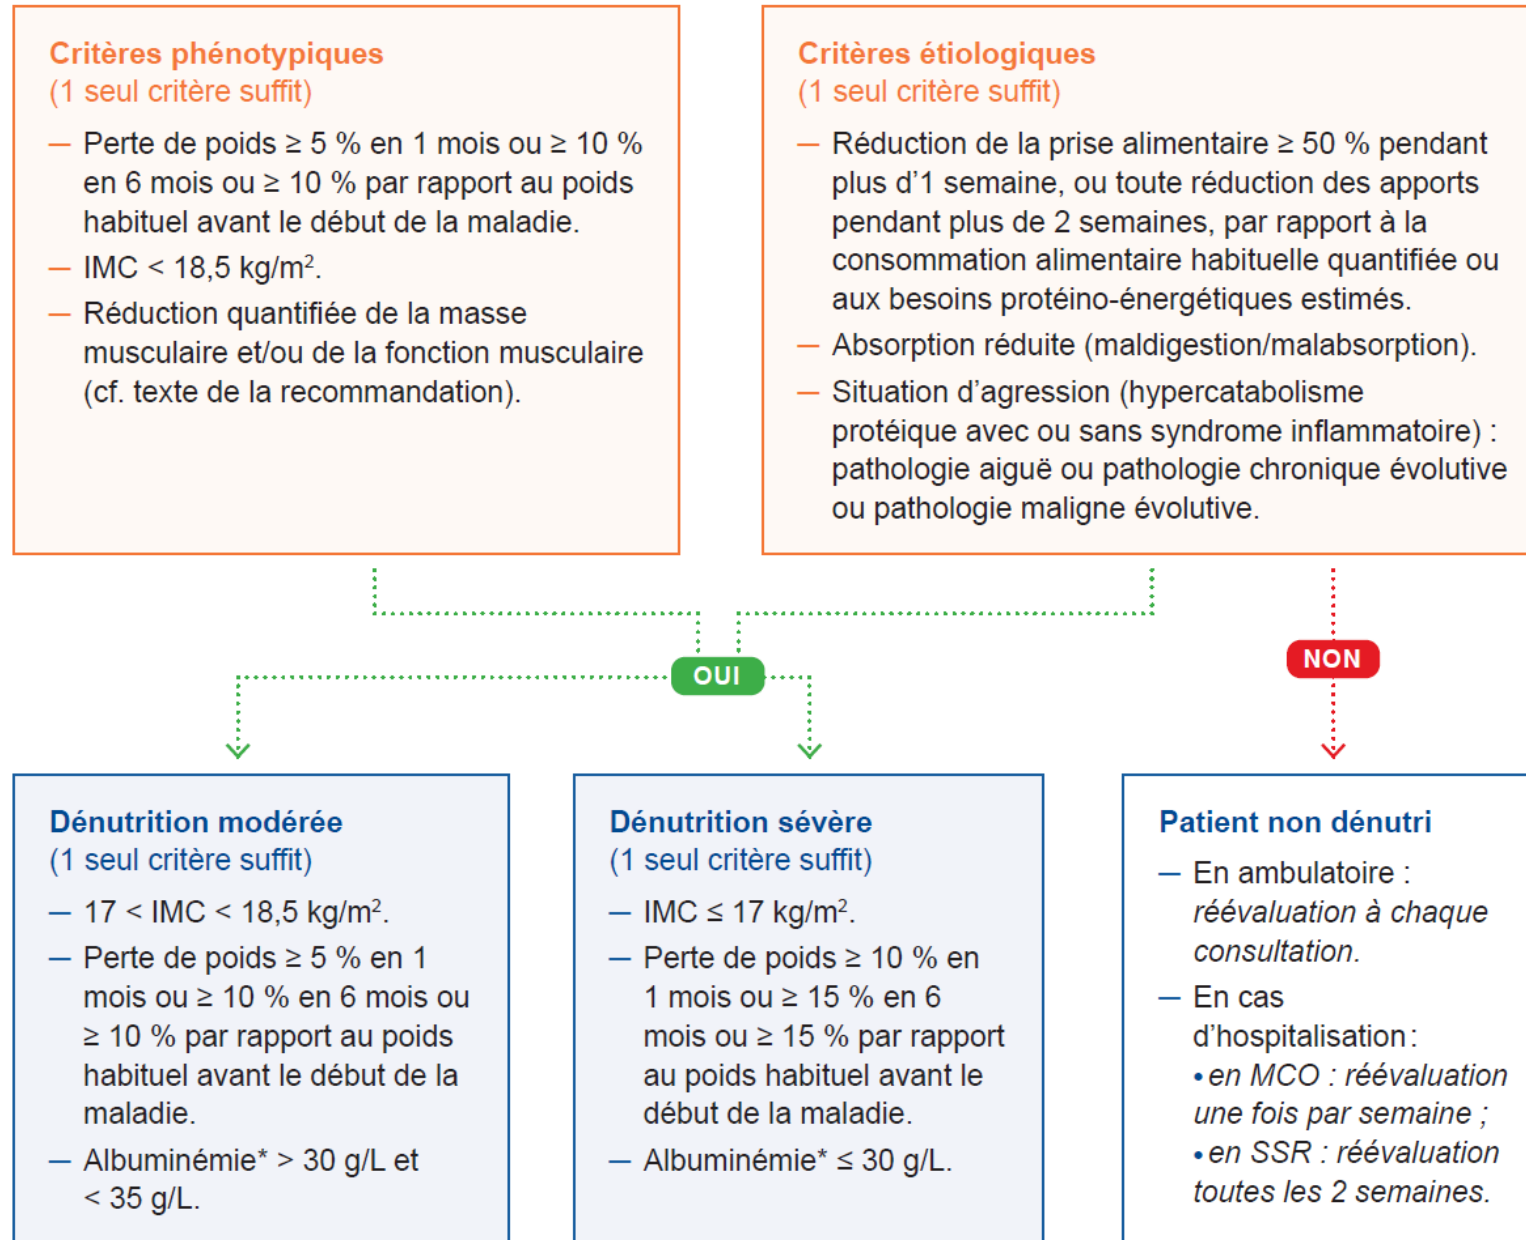 Critères phénotypiques
(1 seul critère suffit)
— Perte de poids ≥ 5 % en 1 mois ou ≥ 10 %
en 6 mois ou ≥ 10 % par rapport au poids
habituel avant le début de la maladie.
— IMC < 18,5 kg/m².
— Réduction quantifiée de la masse
musculaire et/ou de la fonction musculaire
(cf. texte de la recommandation).
Critères étiologiques
(1 seul critère suffit)
— Réduction de la prise alimentaire ≥ 50 % pendant
plus d’1 semaine, ou toute réduction des apports
pendant plus de 2 semaines, par rapport à la
consommation alimentaire habituelle quantifiée ou
aux besoins protéino-énergétiques estimés.
— Absorption réduite (maldigestion/malabsorption).
— Situation d’agression (hypercatabolisme
protéique avec ou sans syndrome inflammatoire) :
pathologie aiguë ou pathologie chronique évolutive
ou pathologie maligne évolutive.
OUI
NON
Dénutrition modérée
(1 seul critère suffit)
— 17 < IMC < 18,5 kg/m².
— Perte de poids ≥ 5 % en 1
mois ou ≥ 10 % en 6 mois ou
≥ 10 % par rapport au poids
habituel avant le début de la
maladie.
— Albuminémie* > 30 g/L et
< 35 g/L.
Dénutrition sévère
(1 seul critère suffit)
— IMC ≤ 17 kg/m².
— Perte de poids ≥ 10 % en
1 mois ou ≥ 15 % en 6
mois ou ≥ 15 % par rapport
au poids habituel avant le
début de la maladie.
— Albuminémie* ≤ 30 g/L.
Patient non dénutri
— En ambulatoire :
réévaluation à chaque
consultation.
— En cas
d’hospitalisation :
• en MCO : réévaluation
une fois par semaine ;
• en SSR : réévaluation
toutes les 2 semaines.